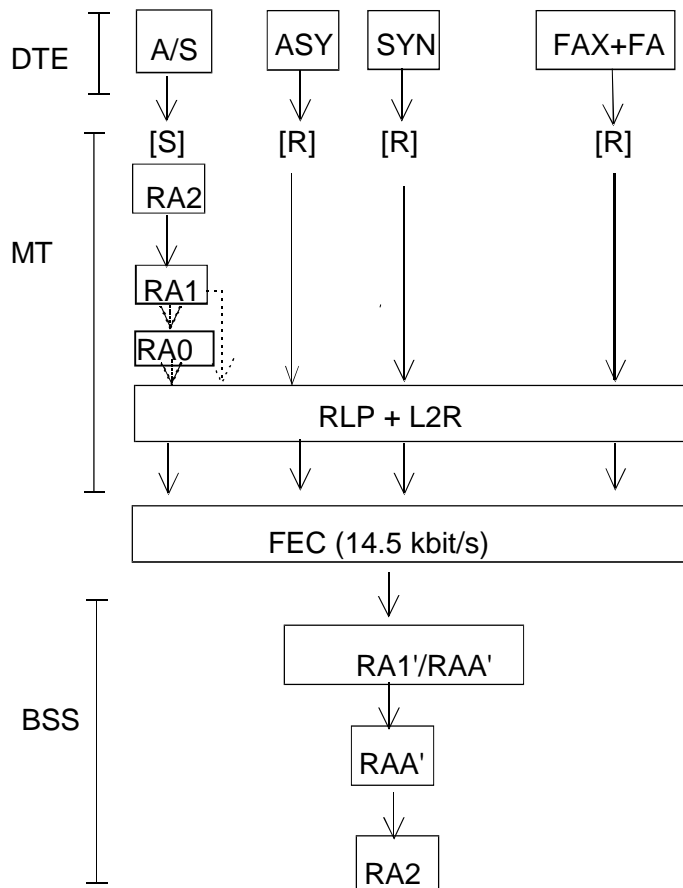 DTE
A/S
ASY
SYN
FAX+FA
[S]
[R]
[R]
[R]
MT
RA2
RA1
RA0
RLP + L2R
FEC (14.5 kbit/s)
BSS
RA1'/RAA'
RAA'
RA2